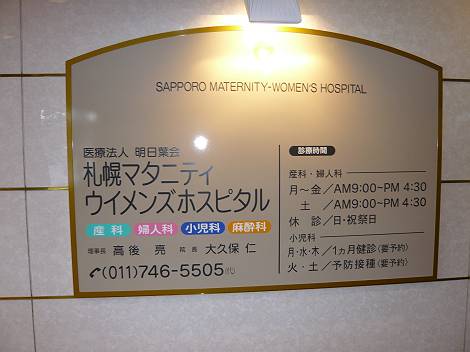 SAPPORO MATERNITY-WOMEN'S HOSPITAL
医療法人 明日葉会
札幌マタニティ
ウイメンズホスピタル
産科 婦人科 小児科 麻酔科
理事長 高後 亮 院長 大久保 仁
(011)746-5505(代)
診療時間
産科・婦人科
月～金/AM9:00~PM 4:30
土/AM9:00~PM 4:30
休診/日・祝祭日
小児科
月・水・木/1ヵ月健診(要予約)
火・土/予防接種(要予約)